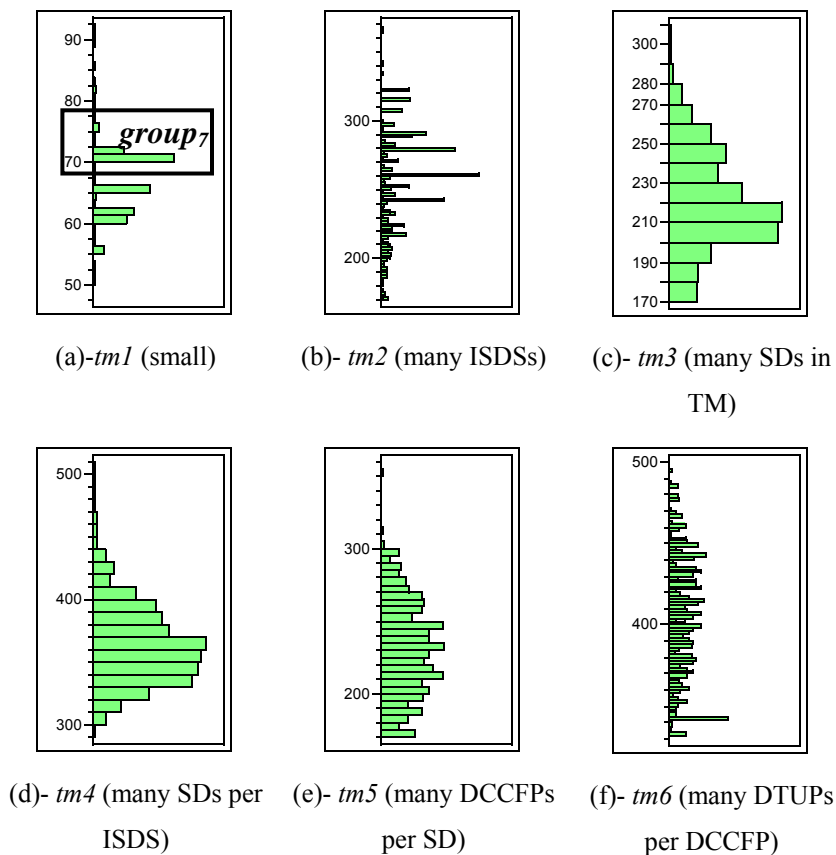 90
80
70
60
50
group7
300
200
300
280
270
250
230
210
190
170
(a)-tm1 (small)
(b)- tm2 (many ISDSs)
(c)- tm3 (many SDs in
TM)
500
400
300
300
200
500
400
(d)- tm4 (many SDs per
ISDS)
(e)- tm5 (many DCCFPs
per SD)
(f)- tm6 (many DTUPs
per DCCFP)